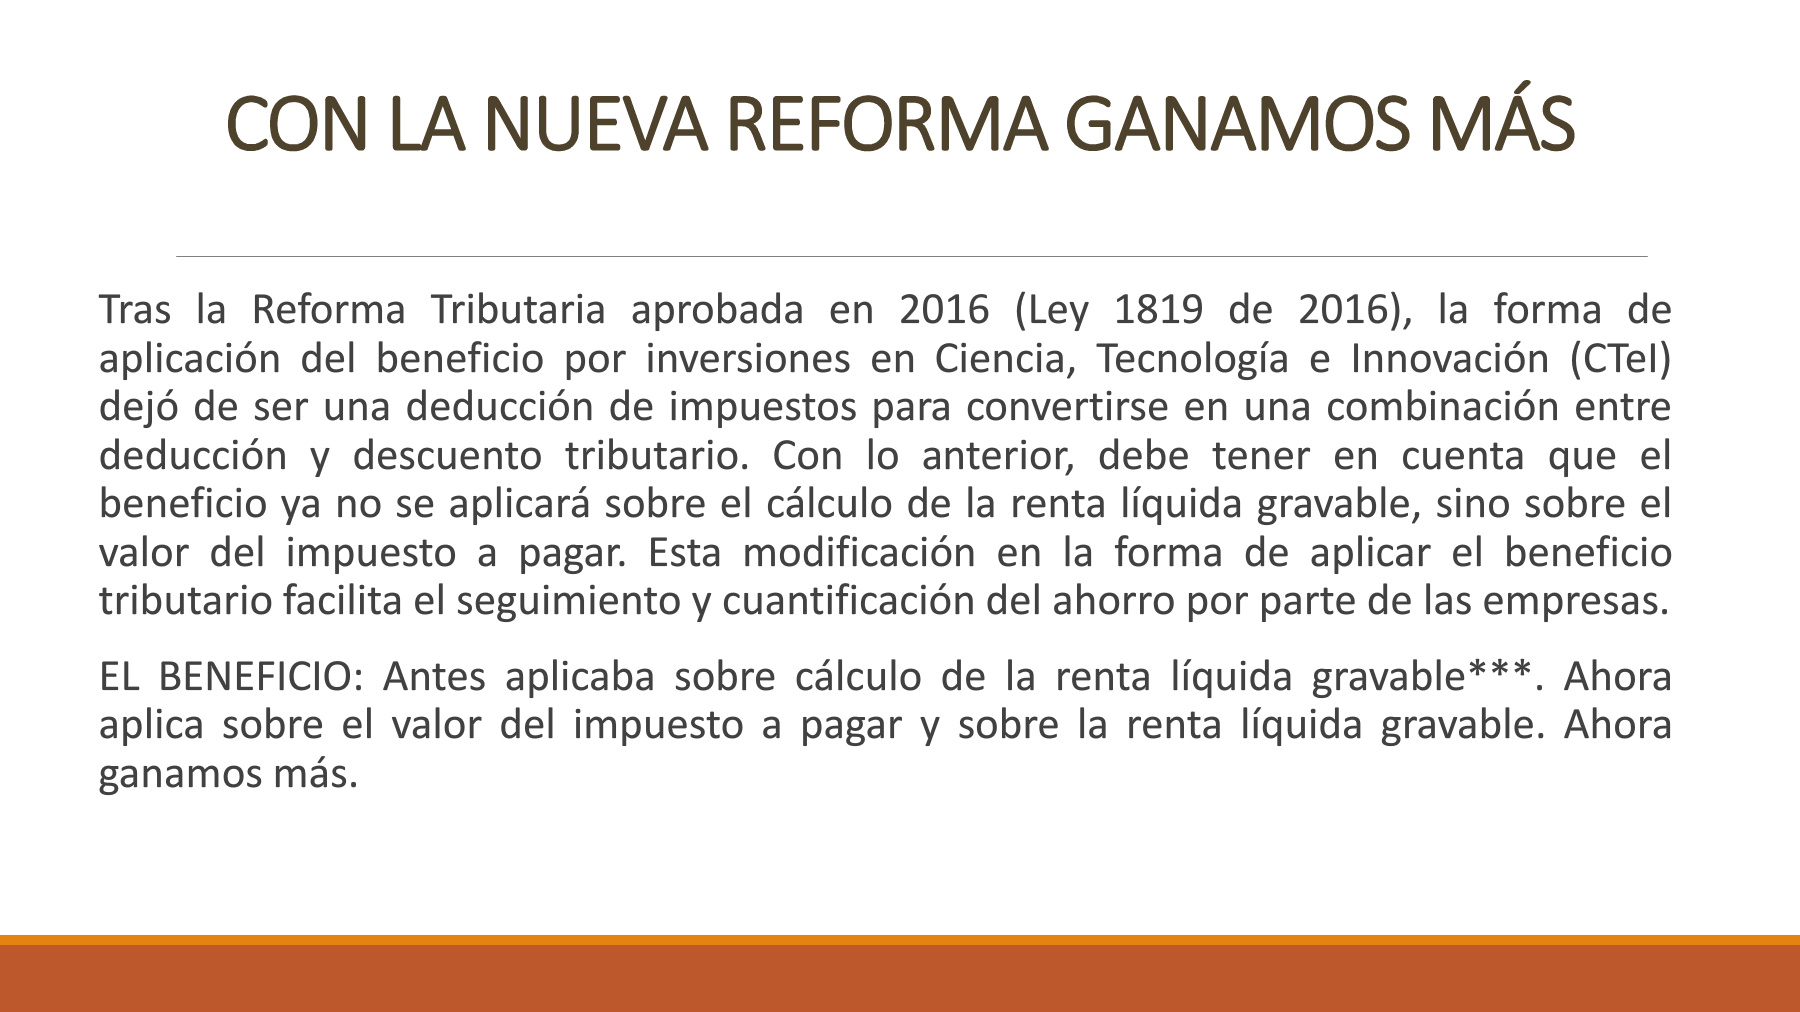 CON LA NUEVA REFORMA GANAMOS MÁS
Tras la Reforma Tributaria aprobada en 2016 (Ley 1819 de 2016), la forma de
aplicación del beneficio por inversiones en Ciencia, Tecnología e Innovación (CTeI)
dejó de ser una deducción de impuestos para convertirse en una combinación entre
deducción y descuento tributario. Con lo anterior, debe tener en cuenta que el
beneficio ya no se aplicará sobre el cálculo de la renta líquida gravable, sino sobre el
valor del impuesto a pagar. Esta modificación en la forma de aplicar el beneficio
tributario facilita el seguimiento y cuantificación del ahorro por parte de las empresas.
EL BENEFICIO: Antes aplicaba sobre cálculo de la renta líquida gravable***. Ahora
aplica sobre el valor del impuesto a pagar y sobre la renta líquida gravable. Ahora
ganamos más.